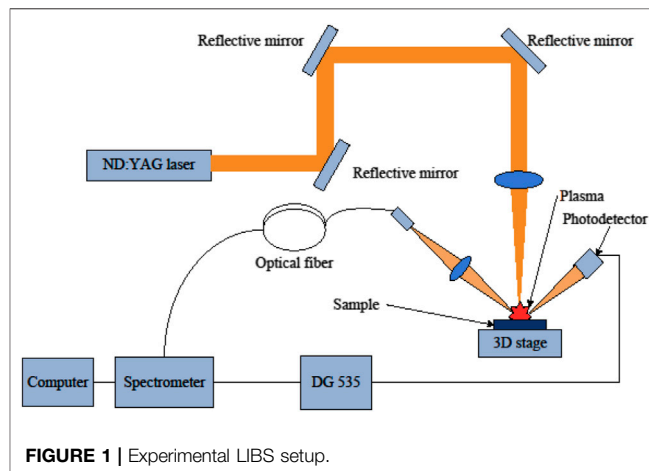 Reflective mirror
Reflective mirror
ND:YAG laser
Reflective mirror
Plasma
Photodetector
Optical fiber
Sample
3D stage
Computer
Spectrometer
DG 535
FIGURE 1 | Experimental LIBS setup.